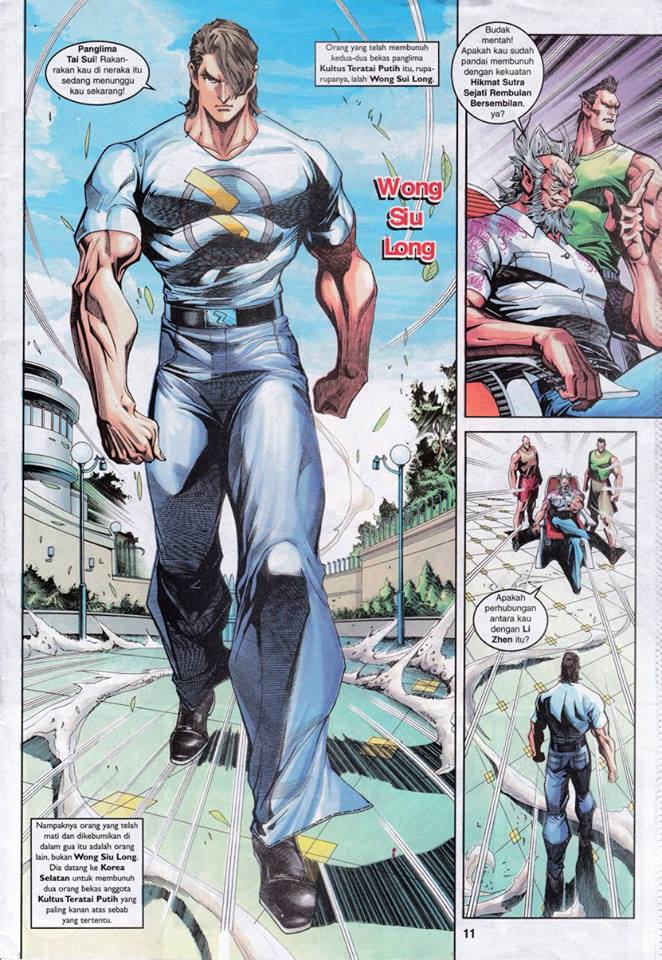 Panglima
Tai Sui! Rakan-
rakan kau di neraka itu
sedang menunggu
kau sekarang!
Orang yang telah membunuh
kedua-dua bekas panglima
Kultus Teratai Putih itu, rupa-
rupanya, ialah Wong Sui Long.
Wong
Siu
Long
Nampaknya orang yang telah
mati dan dikebumikan di
dalam gua itu adalah orang
lain, bukan Wong Siu Long.
Dia datang ke Korea
Selatan untuk membunuh
dua orang bekas anggota
Kultus Teratai Putih yang
paling kanan atas sebab
yang tertentu.
Budak
mentah!
Apakah kau sudah
pandai membunuh
dengan kekuatan
Hikmat Sutra
Sejati Rembulan
Bersembilan,
ya?
Apakah
perhubungan
antara kau
dengan Li
Zhen itu?
11